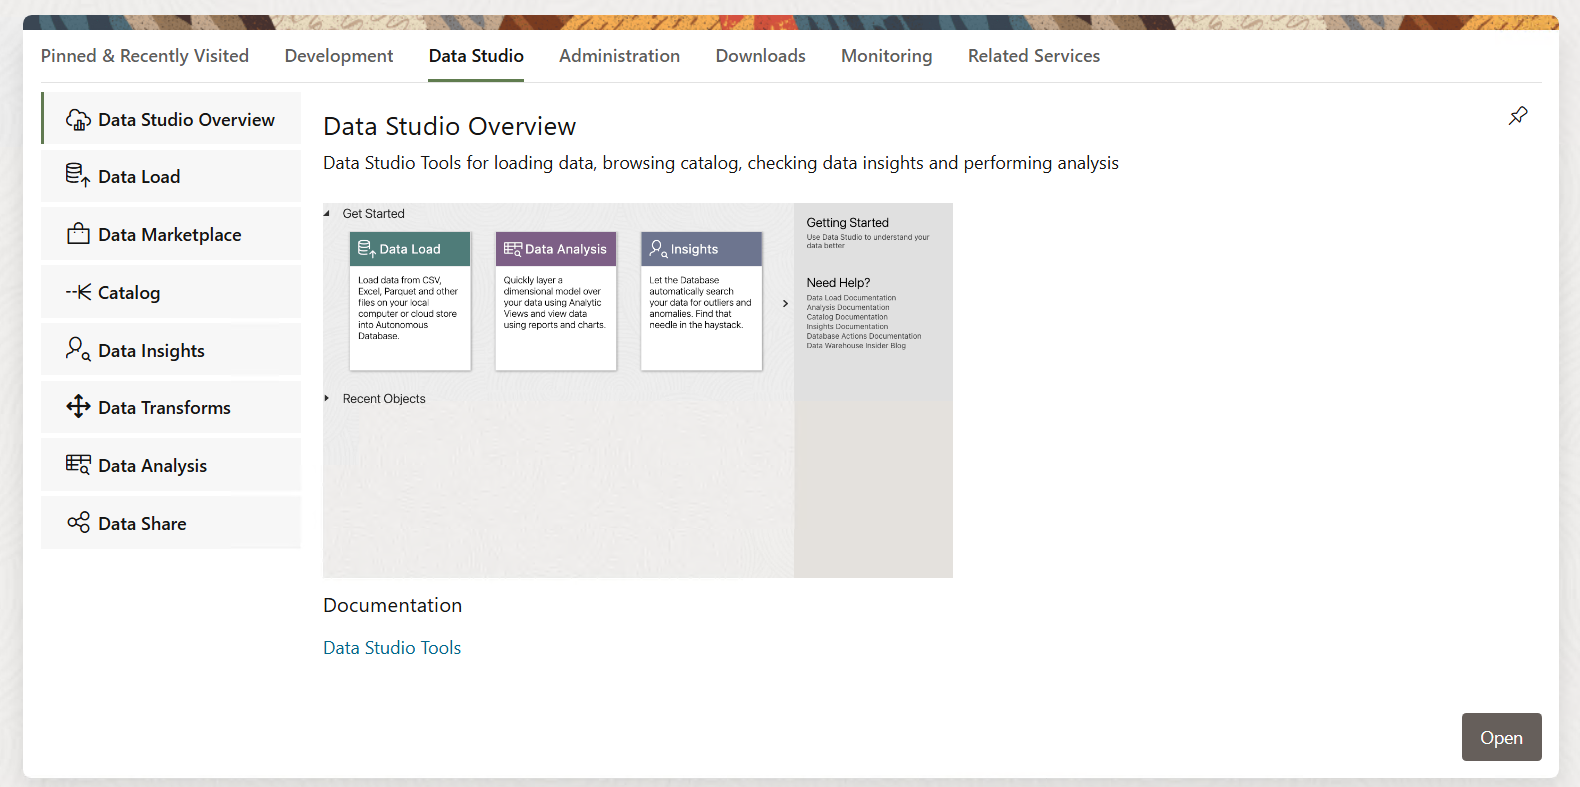 Pinned & Recently Visited Development Data Studio Administration Downloads Monitoring Related Services
Data Studio Overview
Data Load
Data Marketplace
Catalog
Data Insights
Data Transforms
Data Analysis
Data Share
Data Studio Overview
Data Studio Tools for loading data, browsing catalog, checking data insights and performing analysis
Get Started
Data Load
Load data from CSV,
Excel, Parquet and other
files on your local
computer or cloud store
into Autonomous
Database.
Data Analysis
Quickly layer a
dimensional model over
your data using Analytic
Views and view data
using reports and charts.
Insights
Let the Database
automatically search
your data for outliers and
anomalies. Find that
needle in the haystack.
Recent Objects
Getting Started
Use Data Studio to understand your
data better
Need Help?
Data Load Documentation
Analysis Documentation
Catalog Documentation
Insights Documentation
Database Actions Documentation
Data Warehouse Insider Blog
Documentation
Data Studio Tools
Open